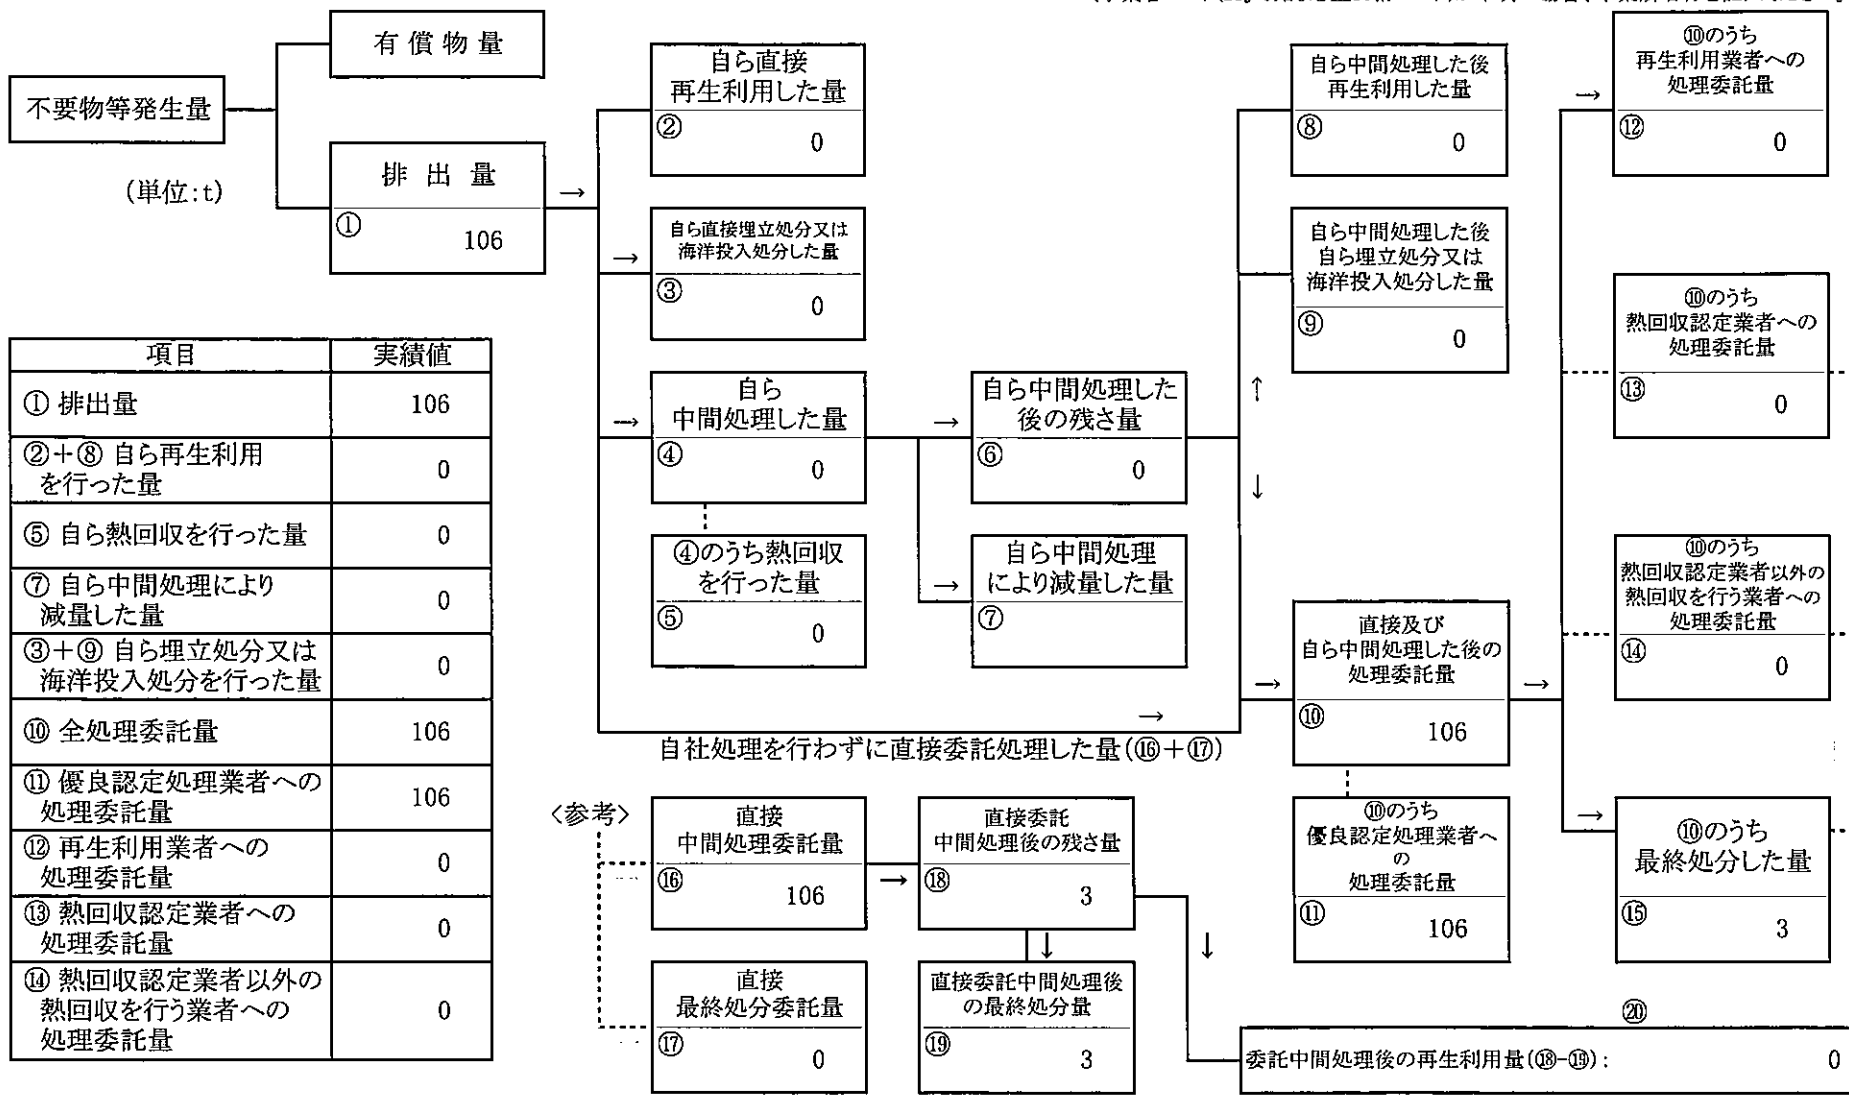 不要物等発生量
(単位:t)
有償物量
排出量
① 106
→
自ら直接
再生利用した量
② 0
→
自ら直接埋立処分又は
海洋投入処分した量
③ 0
→
自ら
中間処理した量
④ 0
④のうち熱回収
を行った量
⑤ 0
→
自ら中間処理した
後の残さ量
⑥ 0
→
自ら中間処理
により減量した量
⑦
↑
↓
自ら中間処理した後
再生利用した量
⑧ 0
自ら中間処理した後
自ら埋立処分又は
海洋投入処分した量
⑨ 0
→
自社処理を行わずに直接委託処理した量(⑯+⑰)
→
直接及び
自ら中間処理した後の
処理委託量
⑩ 106
⑩のうち
優良認定処理業者へ
の
処理委託量
⑪ 106
→
→
⑩のうち
再生利用業者への
処理委託量
⑫ 0
⑩のうち
熱回収認定業者への
処理委託量
⑬ 0
⑩のうち
熱回収認定業者以外の
熱回収を行う業者への
処理委託量
⑭ 0
→
⑩のうち
最終処分した量
⑮ 3
項目 実績値
① 排出量 106
②+⑧ 自ら再生利用
を行った量 0
⑤ 自ら熱回収を行った量 0
⑦ 自ら中間処理により
減量した量 0
③+⑨ 自ら埋立処分又は
海洋投入処分を行った量 0
⑩ 全処理委託量 106
⑪ 優良認定処理業者への
処理委託量 106
⑫ 再生利用業者への
処理委託量 0
⑬ 熱回収認定業者への
処理委託量 0
⑭ 熱回収認定業者以外の
熱回収を行う業者への
処理委託量 0
〈参考〉
直接
中間処理委託量
⑯ 106
→
直接委託
中間処理後の残さ量
⑱ 3
↓
↓
直接
最終処分委託量
⑰ 0
直接委託中間処理後
の最終処分量
⑲ 3
⑳
委託中間処理後の再生利用量(⑱-⑲): 0